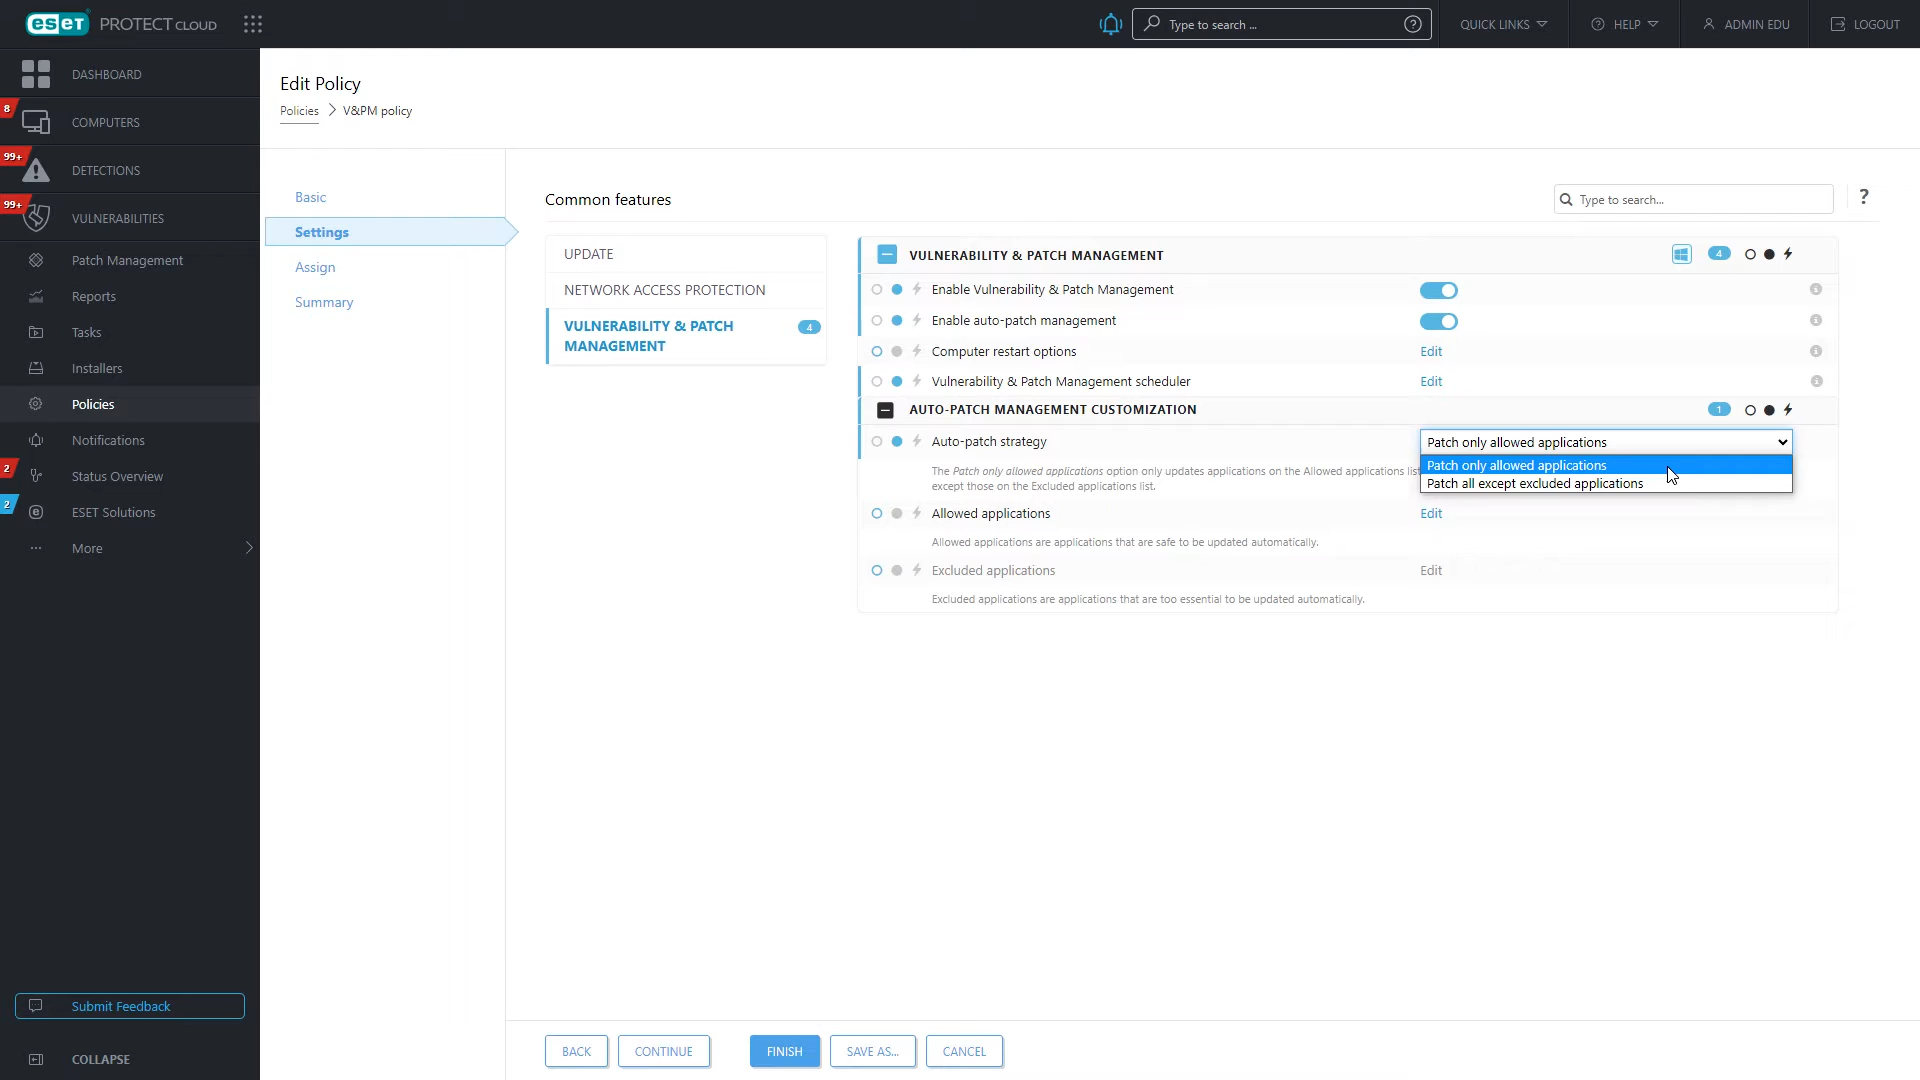 eseT PROTECT CLOUD
Type to search ...
QUICK LINKS
HELP
ADMIN EDU
LOGOUT
DASHBOARD
8
COMPUTERS
99+
DETECTIONS
99+
VULNERABILITIES
Patch Management
Reports
Tasks
Installers
Policies
Notifications
2
Status Overview
2
ESET Solutions
More
Submit Feedback
COLLAPSE
Edit Policy
Policies > V&PM policy
Basic
Settings
Assign
Summary
Common features
Type to search...
?
UPDATE
NETWORK ACCESS PROTECTION
VULNERABILITY & PATCH
MANAGEMENT
4
VULNERABILITY & PATCH MANAGEMENT
4
Enable Vulnerability & Patch Management
Enable auto-patch management
Computer restart options
Edit
Vulnerability & Patch Management scheduler
Edit
AUTO-PATCH MANAGEMENT CUSTOMIZATION
1
Auto-patch strategy
Patch only allowed applications
Patch only allowed applications
Patch all except excluded applications
The Patch only allowed applications option only updates applications on the Allowed applications list
except those on the Excluded applications list.
Allowed applications
Edit
Allowed applications are applications that are safe to be updated automatically.
Excluded applications
Edit
Excluded applications are applications that are too essential to be updated automatically.
BACK
CONTINUE
FINISH
SAVE AS...
CANCEL